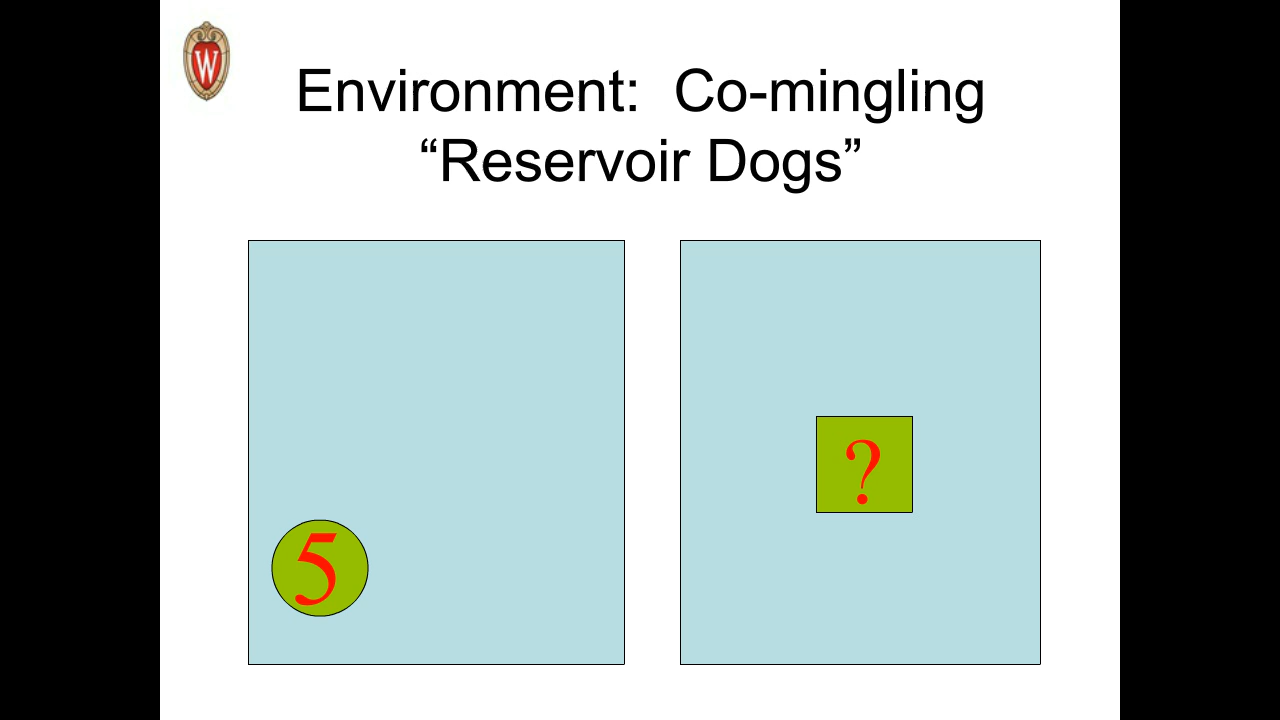 W
Environment:  Co-mingling
“Reservoir Dogs”
?
5